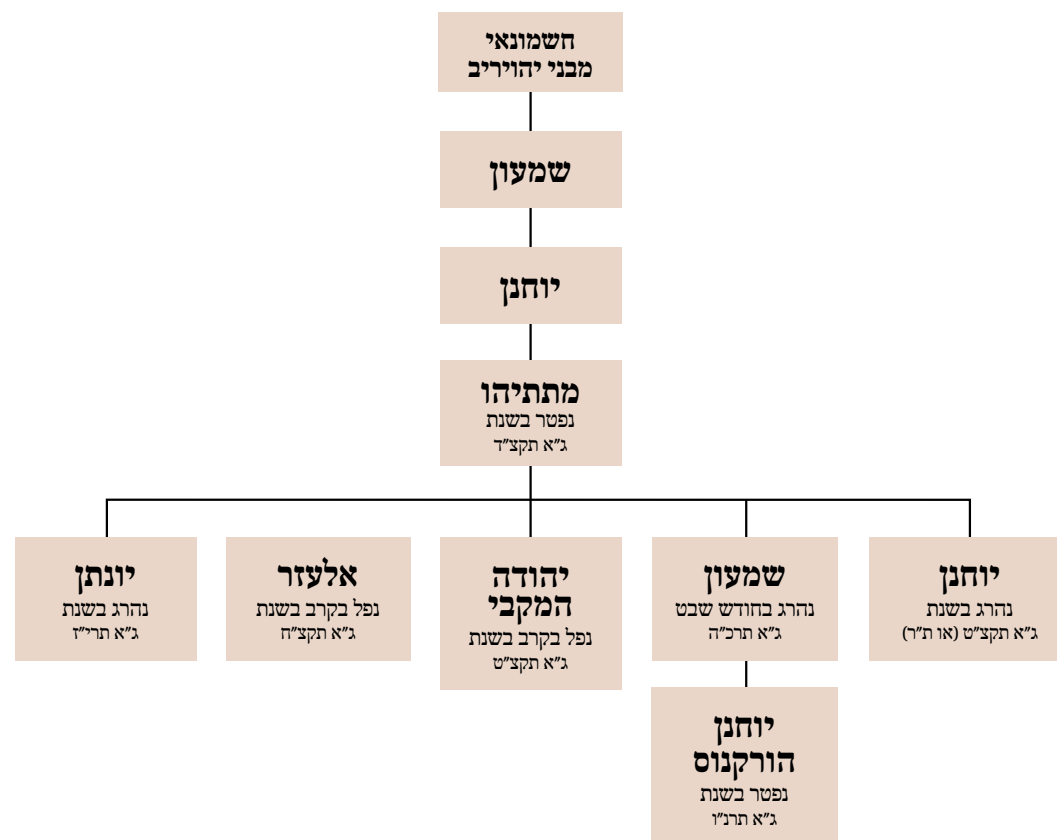 חשמונאי
מבני יהויריב
שמעון
יוחנן
מתתיהו
נפטר בשנת
ג"א תקצ"ד
יוחנן
נהרג בשנת
ג"א תקצ"ט (או ת"ר)
שמעון
נהרג בחודש שבט
ג"א תרכ"ה
יהודה
המקבי
נפל בקרב בשנת
ג"א תקצ"ט
אלעזר
נפל בקרב בשנת
ג"א תקצ"ח
יונתן
נהרג בשנת
ג"א תרי"ז
יוחנן
הורקנוס
נפטר בשנת
ג"א תרנ"ו